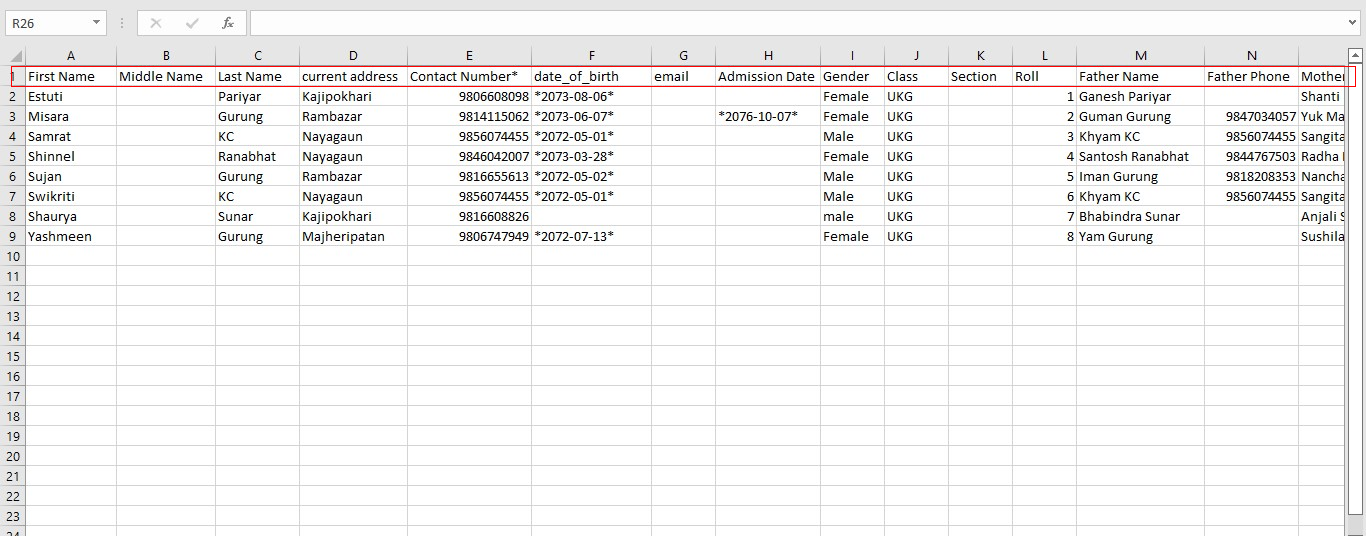 R26 fx
A B C D E F G H I J K L M N
1 First Name Middle Name Last Name current address Contact Number* date_of_birth email Admission Date Gender Class Section Roll Father Name Father Phone Mother
2 Estuti Pariyar Kajipokhari 9806608098 *2073-08-06* Female UKG 1 Ganesh Pariyar Shanti
3 Misara Gurung Rambazar 9814115062 *2073-06-07* *2076-10-07* Female UKG 2 Guman Gurung 9847034057 Yuk Ma
4 Samrat KC Nayagaun 9856074455 *2072-05-01* Male UKG 3 Khyam KC 9856074455 Sangita
5 Shinnel Ranabhat Nayagaun 9846042007 *2073-03-28* Female UKG 4 Santosh Ranabhat 9844767503 Radha
6 Sujan Gurung Rambazar 9816655613 *2072-05-02* Male UKG 5 Iman Gurung 9818208353 Nancha
7 Swikriti KC Nayagaun 9856074455 *2072-05-01* Male UKG 6 Khyam KC 9856074455 Sangita
8 Shaurya Sunar Kajipokhari 9816608826 male UKG 7 Bhabindra Sunar Anjali S
9 Yashmeen Gurung Majheripatan 9806747949 *2072-07-13* Female UKG 8 Yam Gurung Sushila
10
11
12
13
14
15
16
17
18
19
20
21
22
23
24